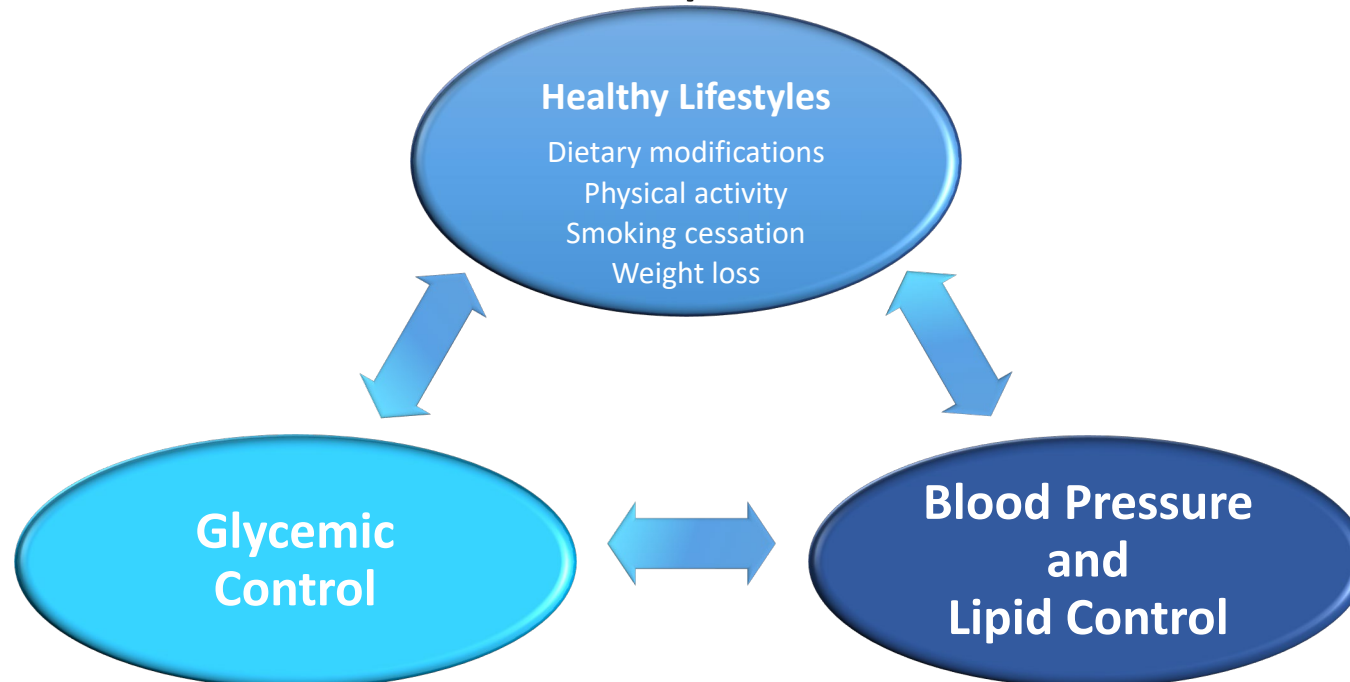 Healthy Lifestyles
Dietary modifications
Physical activity
Smoking cessation
Weight loss
Glycemic
Control
Blood Pressure
and
Lipid Control